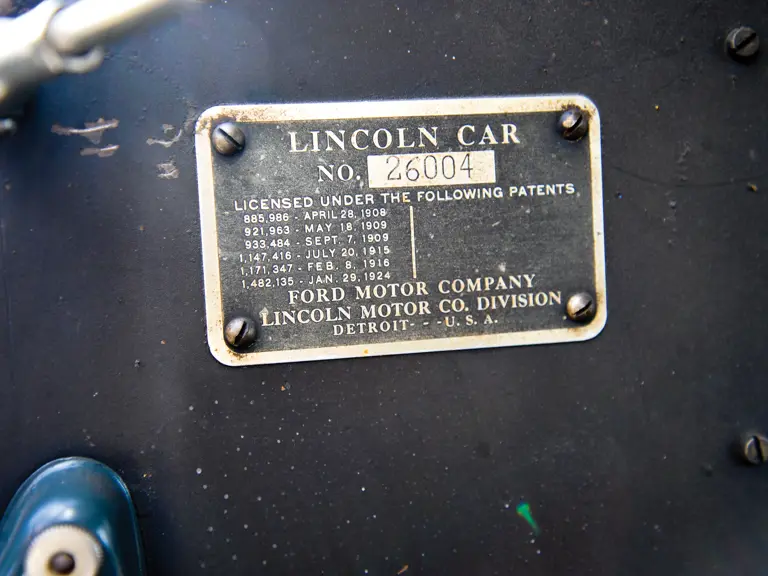 LINCOLN CAR
NO. 26004
LICENSED UNDER THE FOLLOWING PATENTS
885,986 - APRIL 28, 1908
921,963 - MAY 18, 1909
933,484 - SEPT. 7, 1909
1,147,416 - JULY 20, 1915
1,171,347 - FEB. 8, 1916
1,482,135 - JAN. 29, 1924
FORD MOTOR COMPANY
LINCOLN MOTOR CO. DIVISION
DETROIT - - - U. S. A.